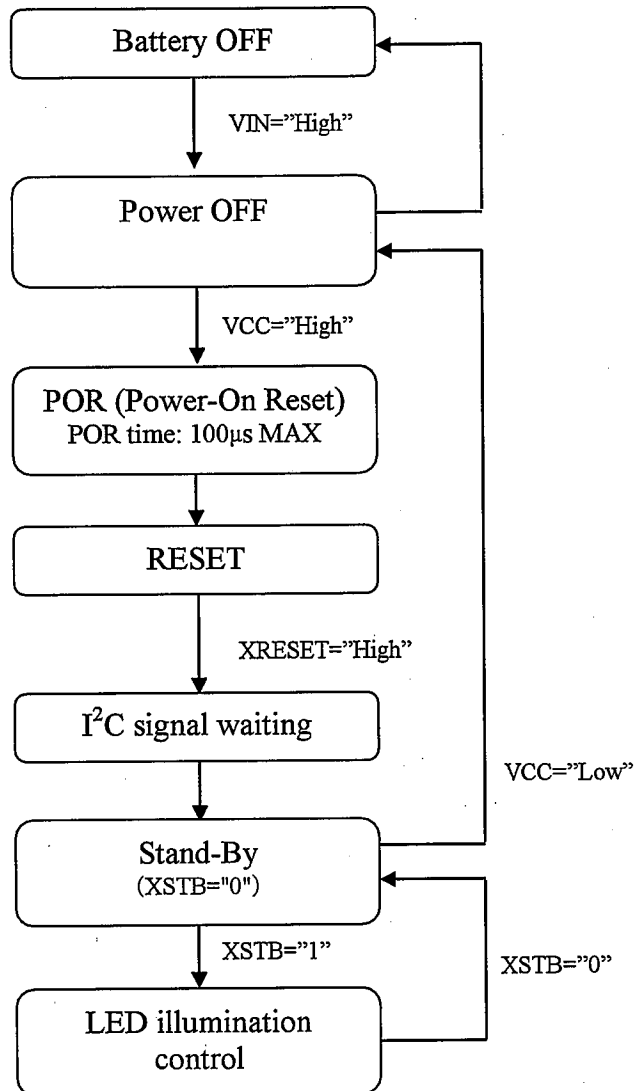 Battery OFF
VIN=”High”
Power OFF
VCC=”High”
POR (Power-On Reset)
POR time: 100μs MAX
RESET
XRESET=”High”
I²C signal waiting
VCC=”Low”
Stand-By
(XSTB="0")
XSTB=”1”
XSTB=”0”
LED illumination
control